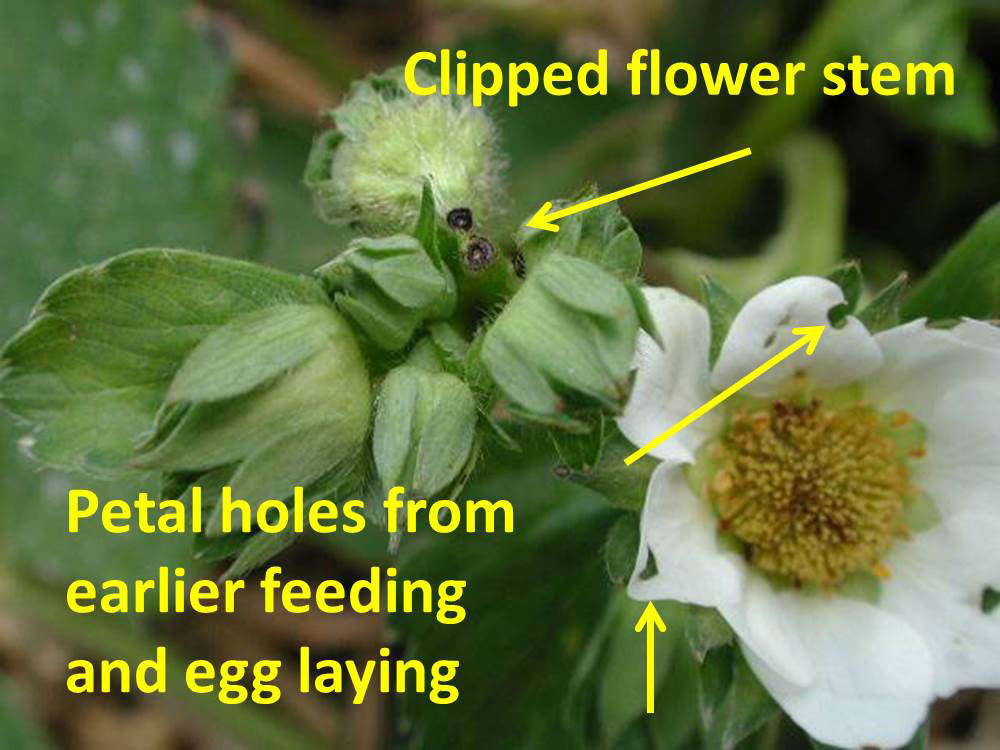 Clipped flower stem
Petal holes from
earlier feeding
and egg laying